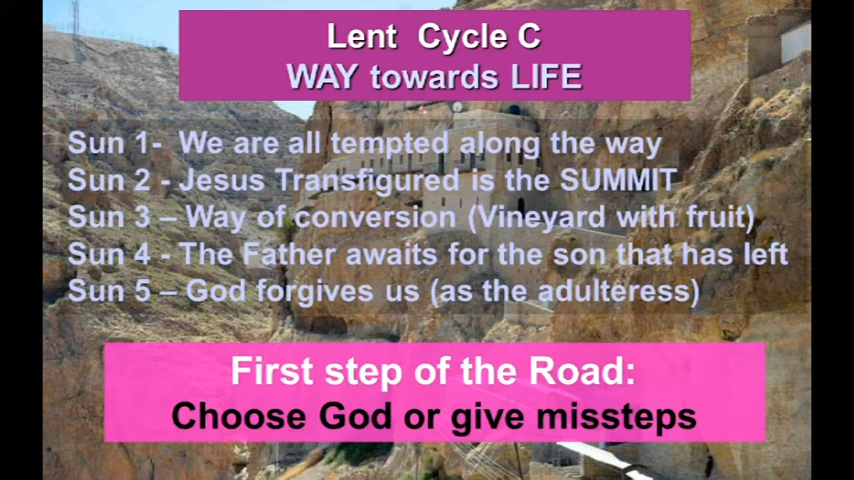 Lent Cycle C
WAY towards LIFE
Sun 1- We are all tempted along the way
Sun 2 - Jesus Transfigured is the SUMMIT
Sun 3 – Way of conversion (Vineyard with fruit)
Sun 4 - The Father awaits for the son that has left
Sun 5 – God forgives us (as the adulteress)
First step of the Road:
Choose God or give missteps